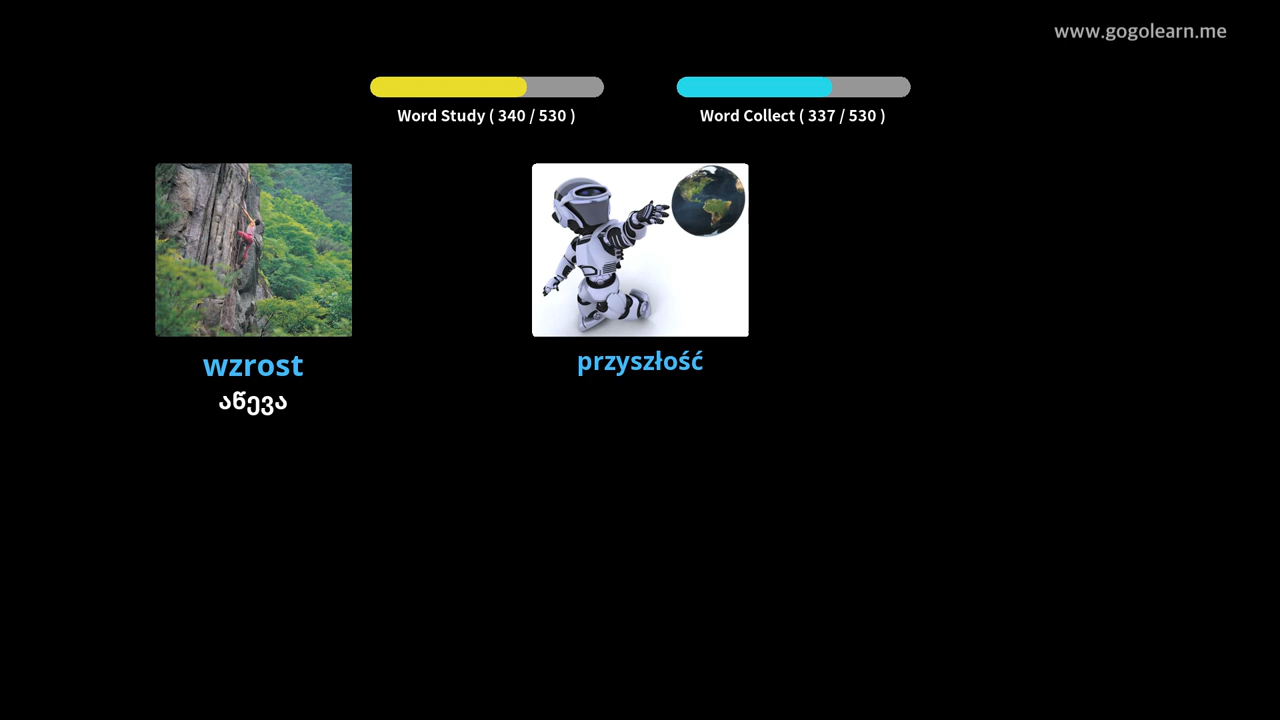 www.gogolearn.me
Word Study ( 340 / 530 )
Word Collect ( 337 / 530 )
wzrost
აწევა
przyszłość